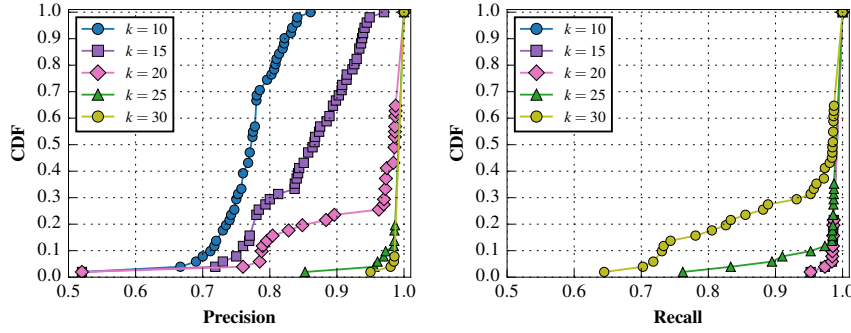 1.0
0.9
0.8
0.7
0.6
0.5
0.4
0.3
0.2
0.1
0.0
CDF
k = 10
k = 15
k = 20
k = 25
k = 30
0.5 0.6 0.7 0.8 0.9 1.0
Precision
1.0
0.9
0.8
0.7
0.6
0.5
0.4
0.3
0.2
0.1
0.0
CDF
k = 10
k = 15
k = 20
k = 25
k = 30
0.5 0.6 0.7 0.8 0.9 1.0
Recall